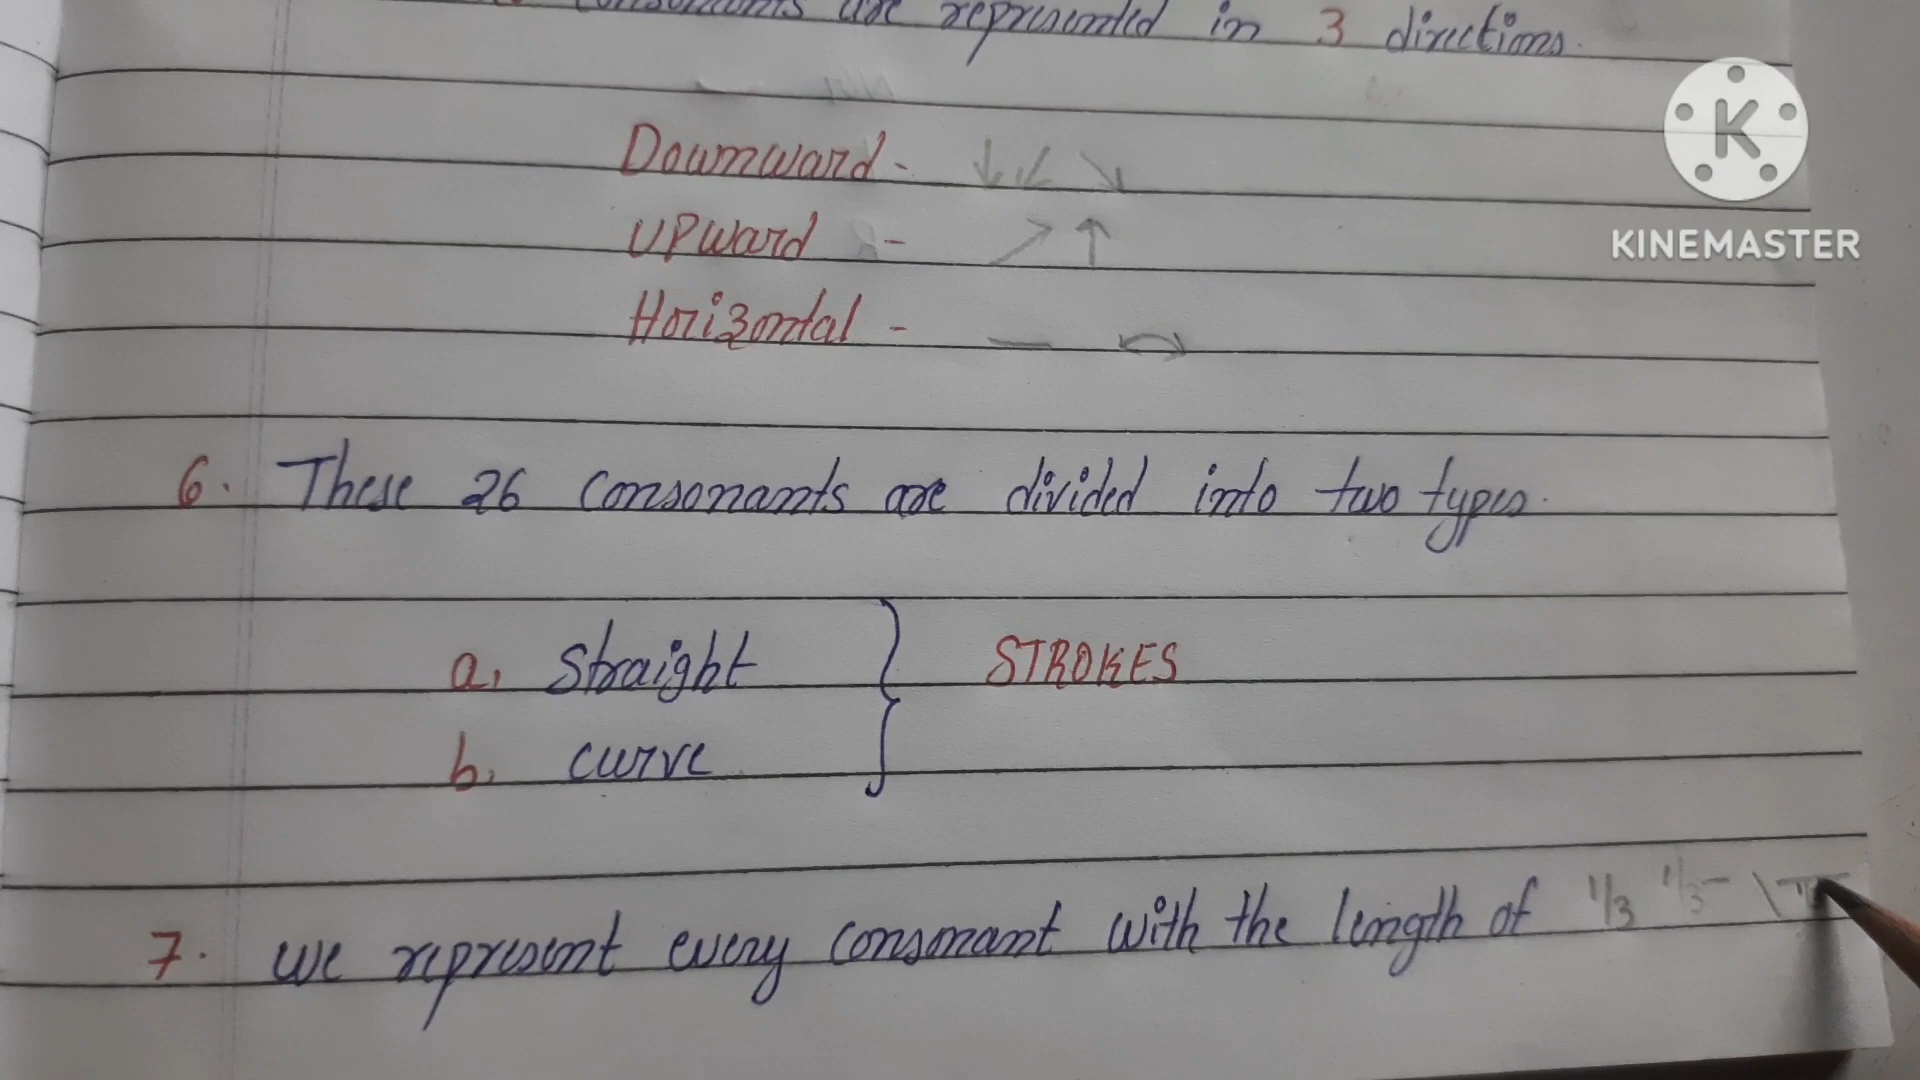 consonants are represented in 3 directions.
Downward - ↓ ↙ ↘
UPward - ↗ ↑
Horizontal - —
6. These 26 consonants are divided into two types.
a, Straight
STROKES
b, curve
7. we represent every consonant with the length of 1/3 1/3
K
KINEMASTER